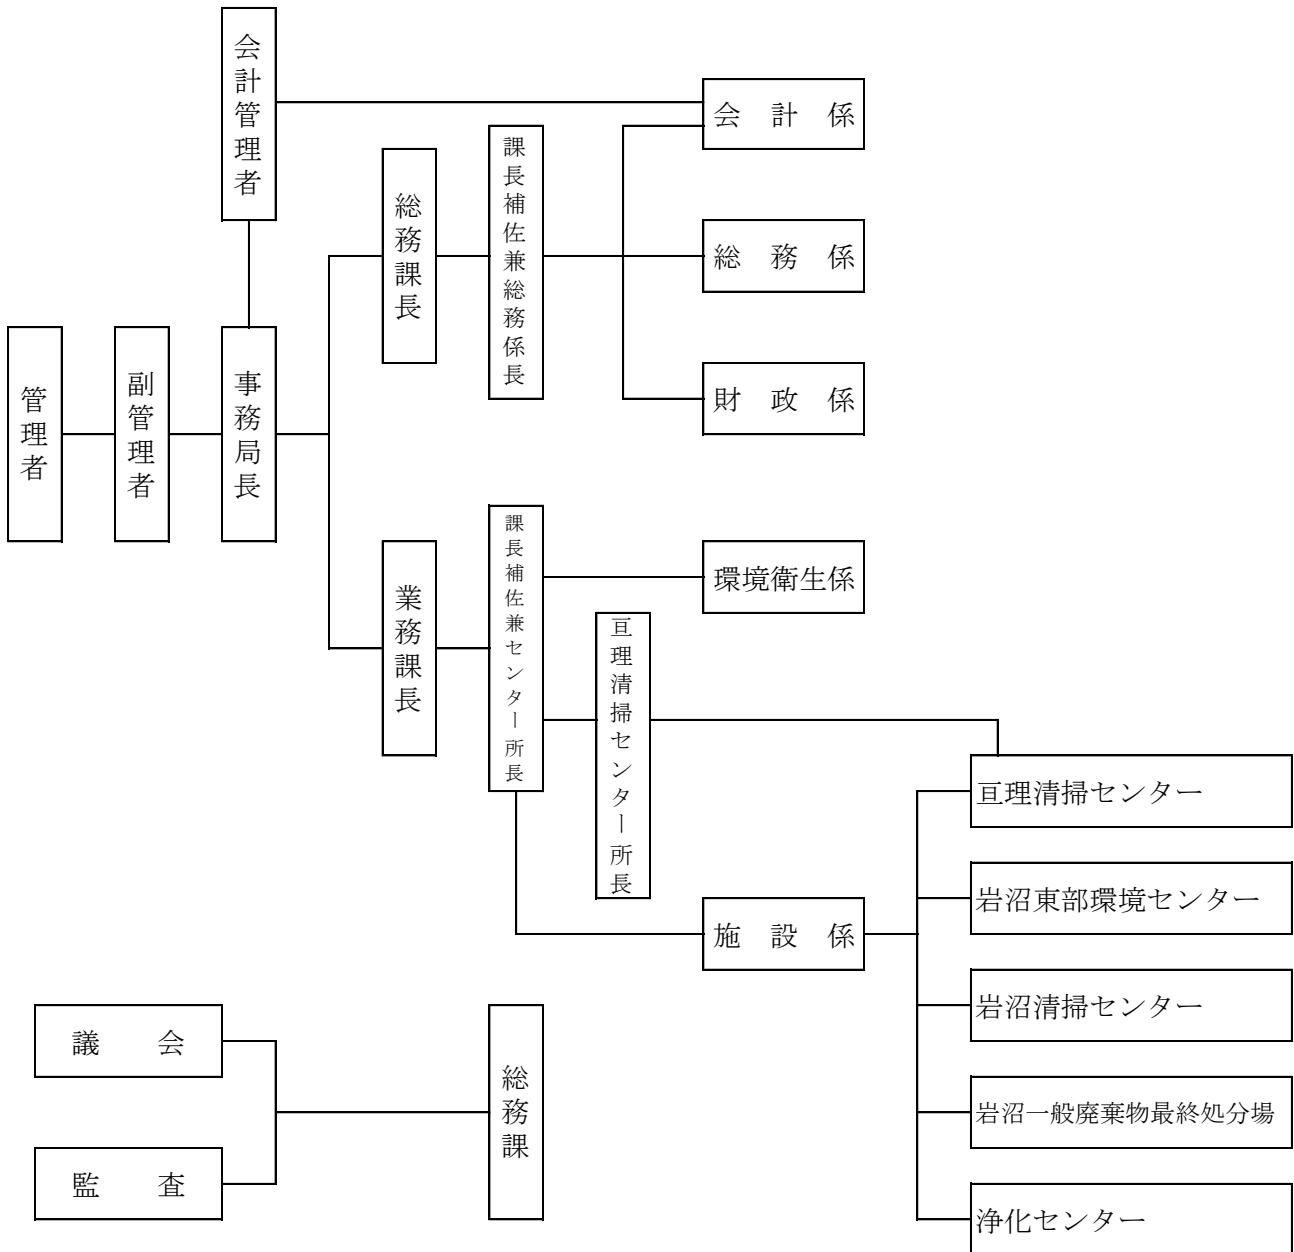 会計管理者
会計係
課長補佐兼総務係長
総務課長
総務係
管理者
副管理者
事務局長
財政係
課長補佐兼センター所長
業務課長
環境衛生係
亘理清掃センター所長
亘理清掃センター
岩沼東部環境センター
施設係
岩沼清掃センター
議会
総務課
岩沼一般廃棄物最終処分場
監査
浄化センター